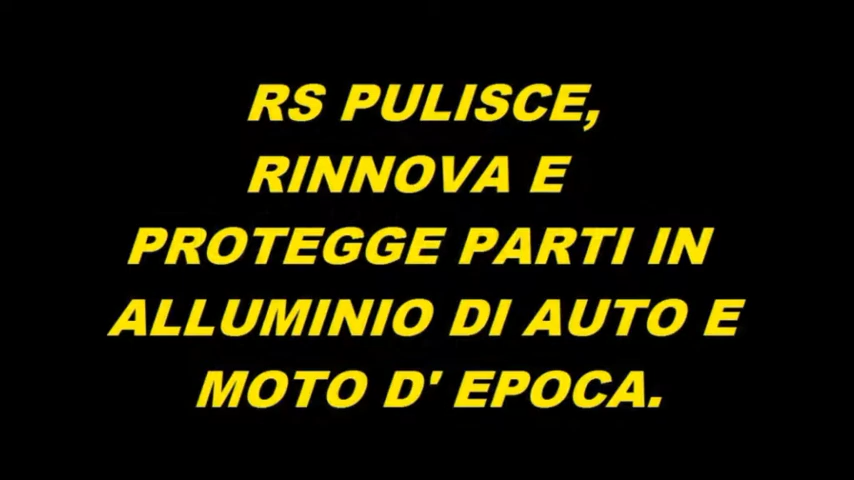 RS PULISCE,
RINNOVA E
PROTEGGE PARTI IN
ALLUMINIO DI AUTO E
MOTO D' EPOCA.